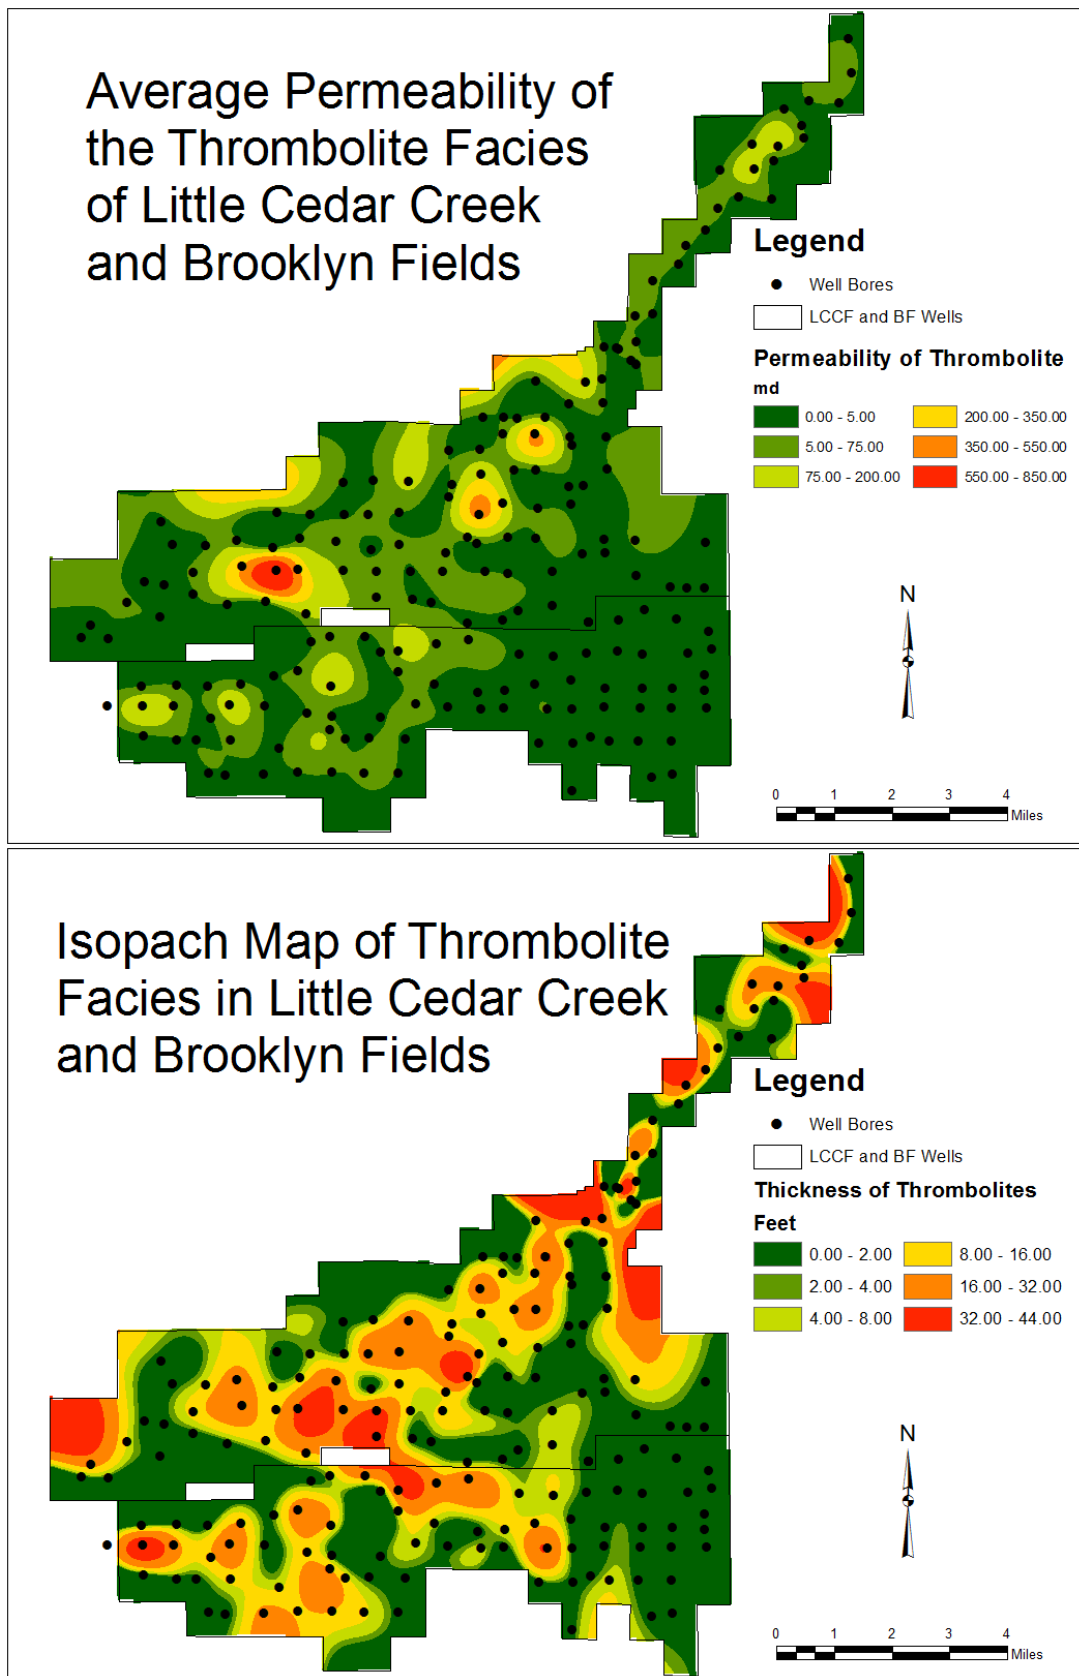 Average Permeability of
the Thrombolite Facies
of Little Cedar Creek
and Brooklyn Fields
Legend
Well Bores
LCCF and BF Wells
Permeability of Thrombolite
md
0.00 - 5.00 200.00 - 350.00
5.00 - 75.00 350.00 - 550.00
75.00 - 200.00 550.00 - 850.00
N
0 1 2 3 4
Miles
Isopach Map of Thrombolite
Facies in Little Cedar Creek
and Brooklyn Fields
Legend
Well Bores
LCCF and BF Wells
Thickness of Thrombolites
Feet
0.00 - 2.00 8.00 - 16.00
2.00 - 4.00 16.00 - 32.00
4.00 - 8.00 32.00 - 44.00
N
0 1 2 3 4
Miles